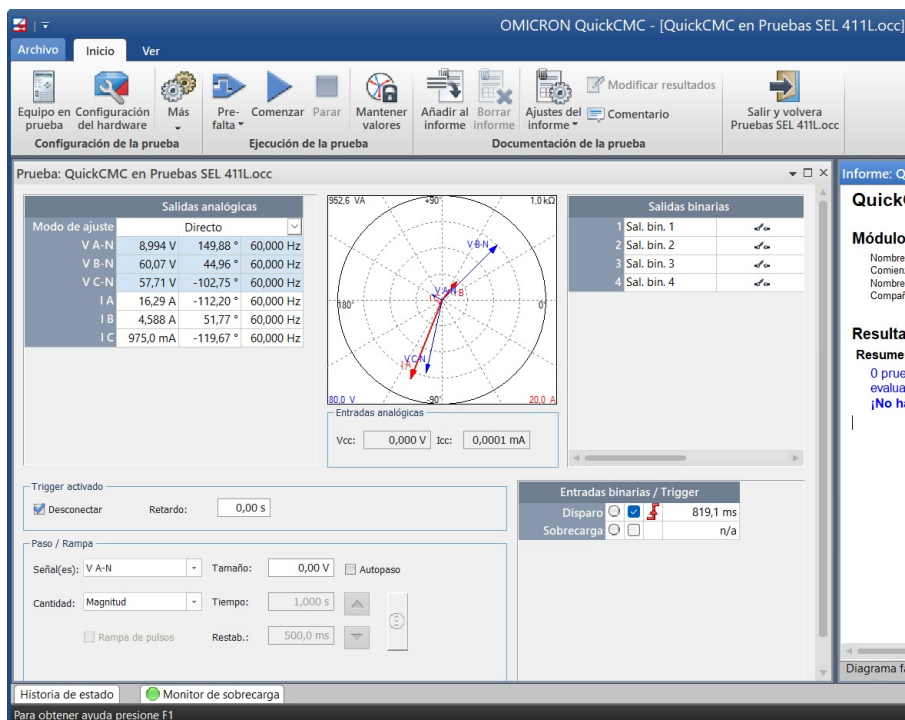 OMICRON QuickCMC - [QuickCMC en Pruebas SEL 411L.occ]
Archivo Inicio Ver
Equipo en prueba
Configuración del hardware
Más
Pre-falta
Comenzar
Parar
Mantener valores
Añadir al informe
Borrar informe
Ajustes del informe
Modificar resultados
Comentario
Salir y volvera Pruebas SEL 411L.occ
Configuración de la prueba
Ejecución de la prueba
Documentación de la prueba
Prueba: QuickCMC en Pruebas SEL 411L.occ
Salidas analógicas
Modo de ajuste Directo
V A-N 8,994 V 149,88 ° 60,000 Hz
V B-N 60,07 V 44,96 ° 60,000 Hz
V C-N 57,71 V -102,75 ° 60,000 Hz
I A 16,29 A -112,20 ° 60,000 Hz
I B 4,588 A 51,77 ° 60,000 Hz
I C 975,0 mA -119,67 ° 60,000 Hz
952,6 VA +90° 1,0 kΩ
V B-N
V A-N
I B
180° 0°
V C-N
I A
80,0 V -90° 20,0 A
Entradas analógicas
Vcc: 0,000 V Icc: 0,0001 mA
Salidas binarias
1 Sal. bin. 1
2 Sal. bin. 2
3 Sal. bin. 3
4 Sal. bin. 4
Trigger activado
Desconectar Retardo: 0,00 s
Paso / Rampa
Señal(es): V A-N Tamaño: 0,00 V Autopaso
Cantidad: Magnitud Tiempo: 1,000 s
Rampa de pulsos Restab.: 500,0 ms
Entradas binarias / Trigger
Disparo 819,1 ms
Sobrecarga n/a
Informe: Q
Quick
Módulo
Nombre
Comien
Nombre
Compañ
Resulta
Resume
0 prue
evalua
¡No ha
Diagrama fa
Historia de estado Monitor de sobrecarga
Para obtener ayuda presione F1